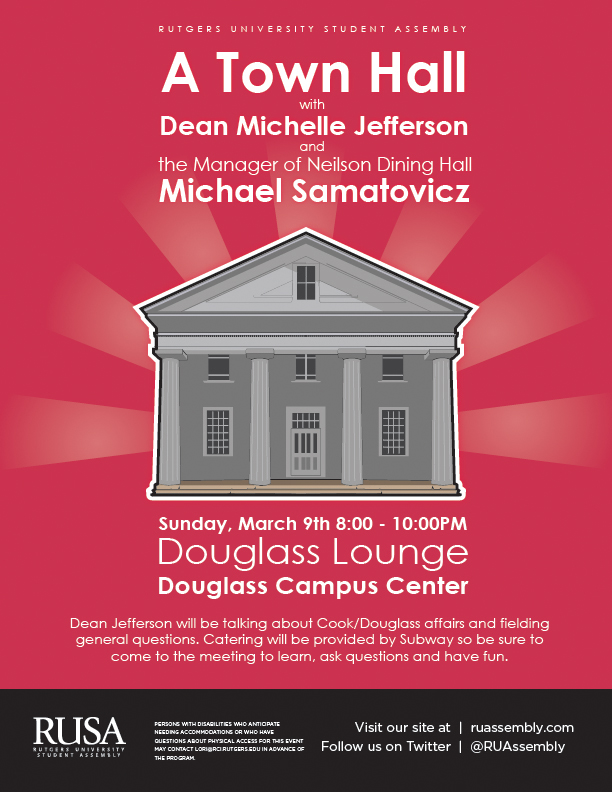 RUTGERS UNIVERSITY STUDENT ASSEMBLY
A Town Hall
with
Dean Michelle Jefferson
and
the Manager of Neilson Dining Hall
Michael Samatovicz
Sunday, March 9th 8:00 - 10:00PM
Douglass Lounge
Douglass Campus Center
Dean Jefferson will be talking about Cook/Douglass affairs and fielding
general questions. Catering will be provided by Subway so be sure to
come to the meeting to learn, ask questions and have fun.
RUSA
RUTGERS UNIVERSITY
STUDENT ASSEMBLY
PERSONS WITH DISABILITIES WHO ANTICIPATE
NEEDING ACCOMMODATIONS OR WHO HAVE
QUESTIONS ABOUT PHYSICAL ACCESS FOR THIS EVENT
MAY CONTACT LORI@RCI.RUTGERS.EDU IN ADVANCE OF
THE PROGRAM.
Visit our site at | ruassembly.com
Follow us on Twitter | @RUAssembly